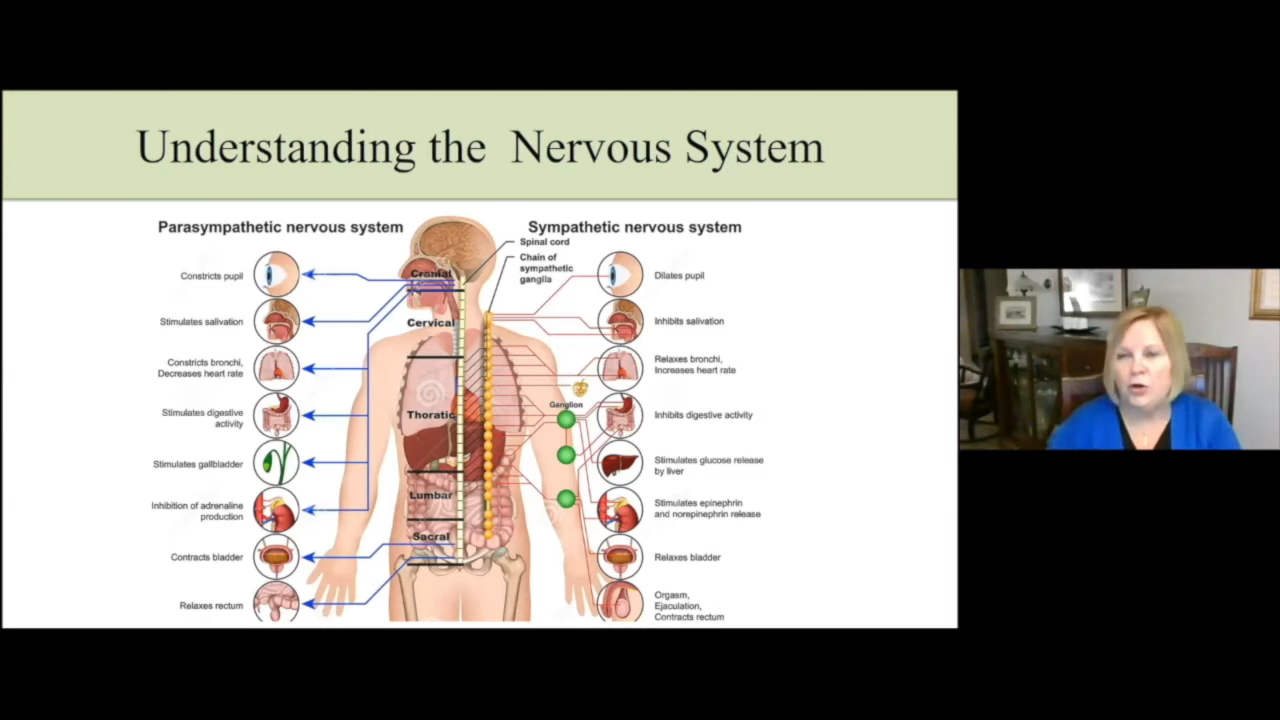 Understanding the Nervous System
Parasympathetic nervous system
Constricts pupil
Stimulates salivation
Constricts bronchi,
Decreases heart rate
Stimulates digestive
activity
Stimulates gallbladder
Inhibition of adrenaline
production
Contracts bladder
Relaxes rectum
Cranial
Cervical
Thoratic
Lumbar
Sacral
Sympathetic nervous system
Spinal cord
Chain of
sympathetic
ganglia
Ganglion
Dilates pupil
Inhibits salivation
Relaxes bronchi,
Increases heart rate
Inhibits digestive activity
Stimulates glucose release
by liver
Stimulates epinephrin
and norepinephrin release
Relaxes bladder
Orgasm,
Ejaculation,
Contracts rectum